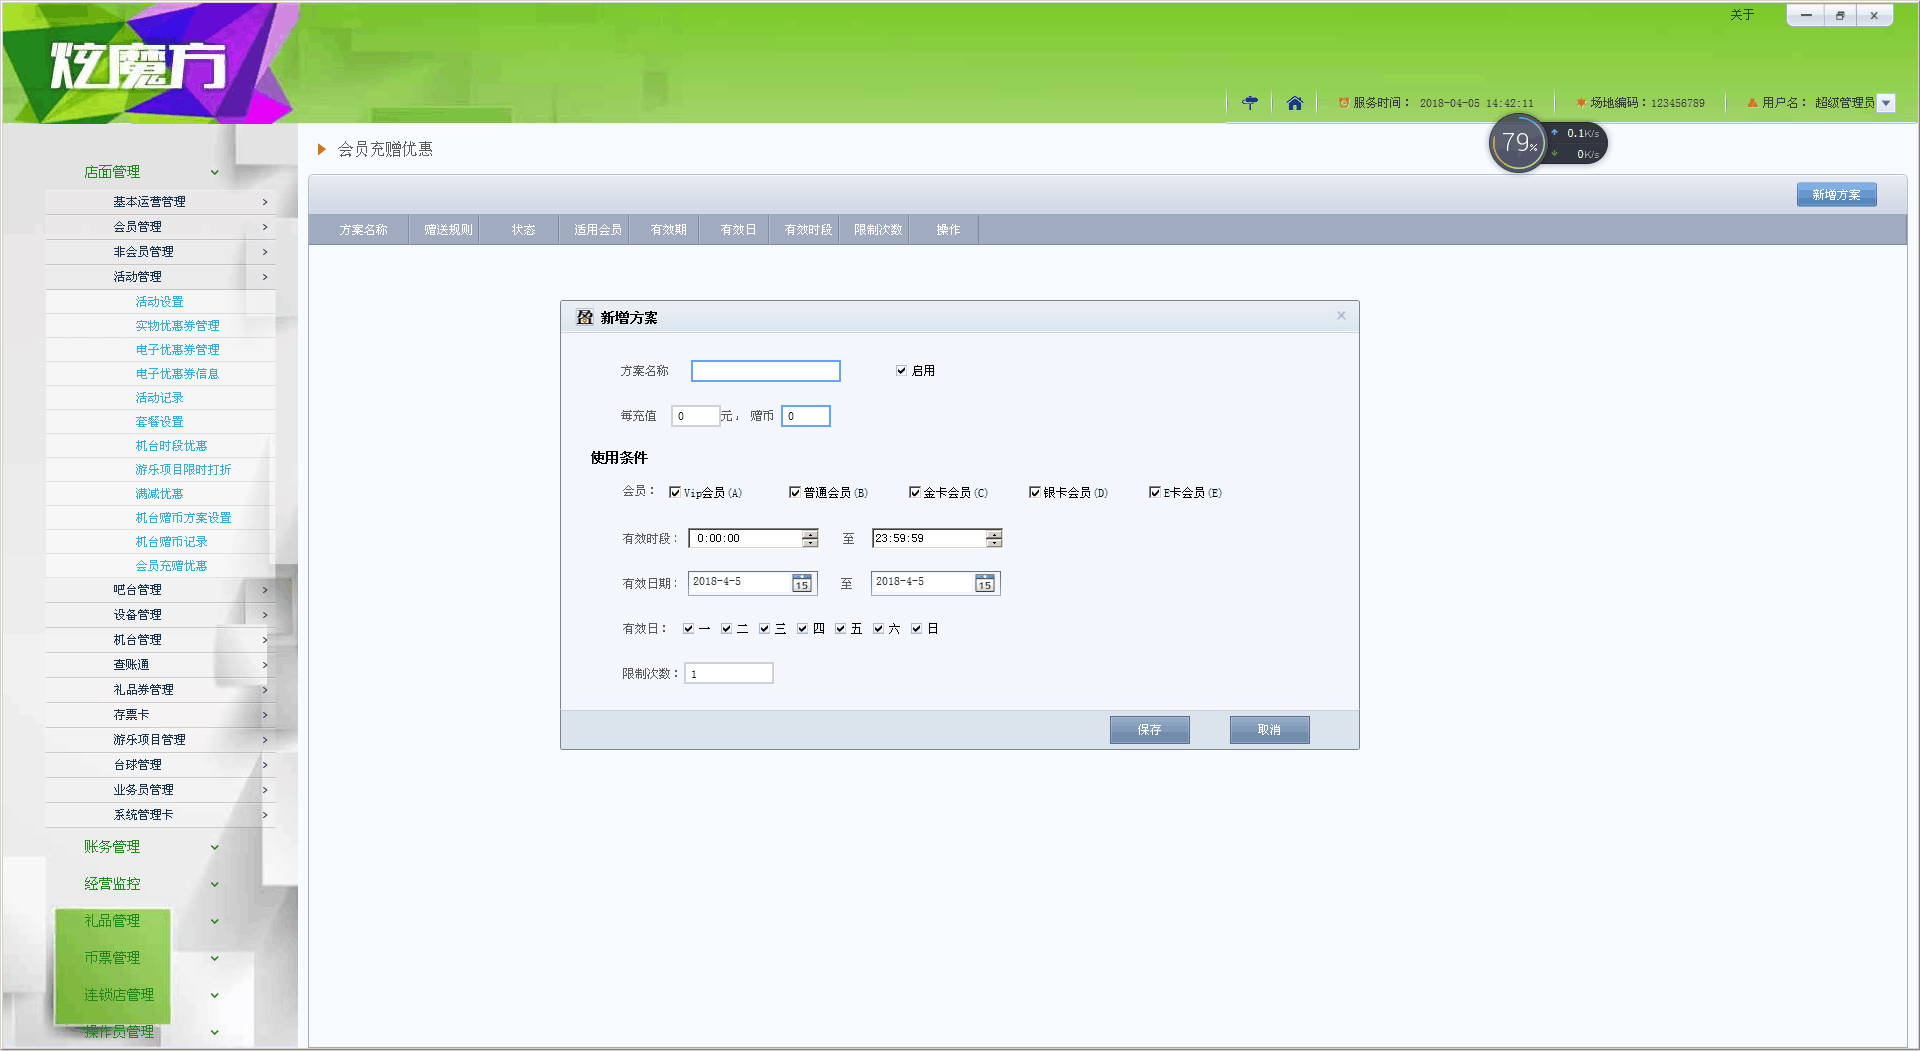 关于
炫魔方
服务时间： 2018-04-05 14:42:11
场地编码：123456789
用户名： 超级管理员
79%
0.1K/s
0K/s
会员充赠优惠
新增方案
方案名称 赠送规则 状态 适用会员 有效期 有效日 有效时段 限制次数 操作
店面管理
基本运营管理
会员管理
非会员管理
活动管理
活动设置
实物优惠券管理
电子优惠券管理
电子优惠券信息
活动记录
套餐设置
机台时段优惠
游乐项目限时打折
满减优惠
机台赠币方案设置
机台赠币记录
会员充赠优惠
吧台管理
设备管理
机台管理
查账通
礼品券管理
存票卡
游乐项目管理
台球管理
业务员管理
系统管理卡
账务管理
经营监控
礼品管理
币票管理
连锁店管理
操作员管理
新增方案
方案名称 启用
每充值 0 元， 赠币 0
使用条件
会员： Vip会员(A) 普通会员(B) 金卡会员(C) 银卡会员(D) E卡会员(E)
有效时段： 0:00:00 至 23:59:59
有效日期： 2018-4-5 15 至 2018-4-5 15
有效日： 一 二 三 四 五 六 日
限制次数： 1
保存 取消